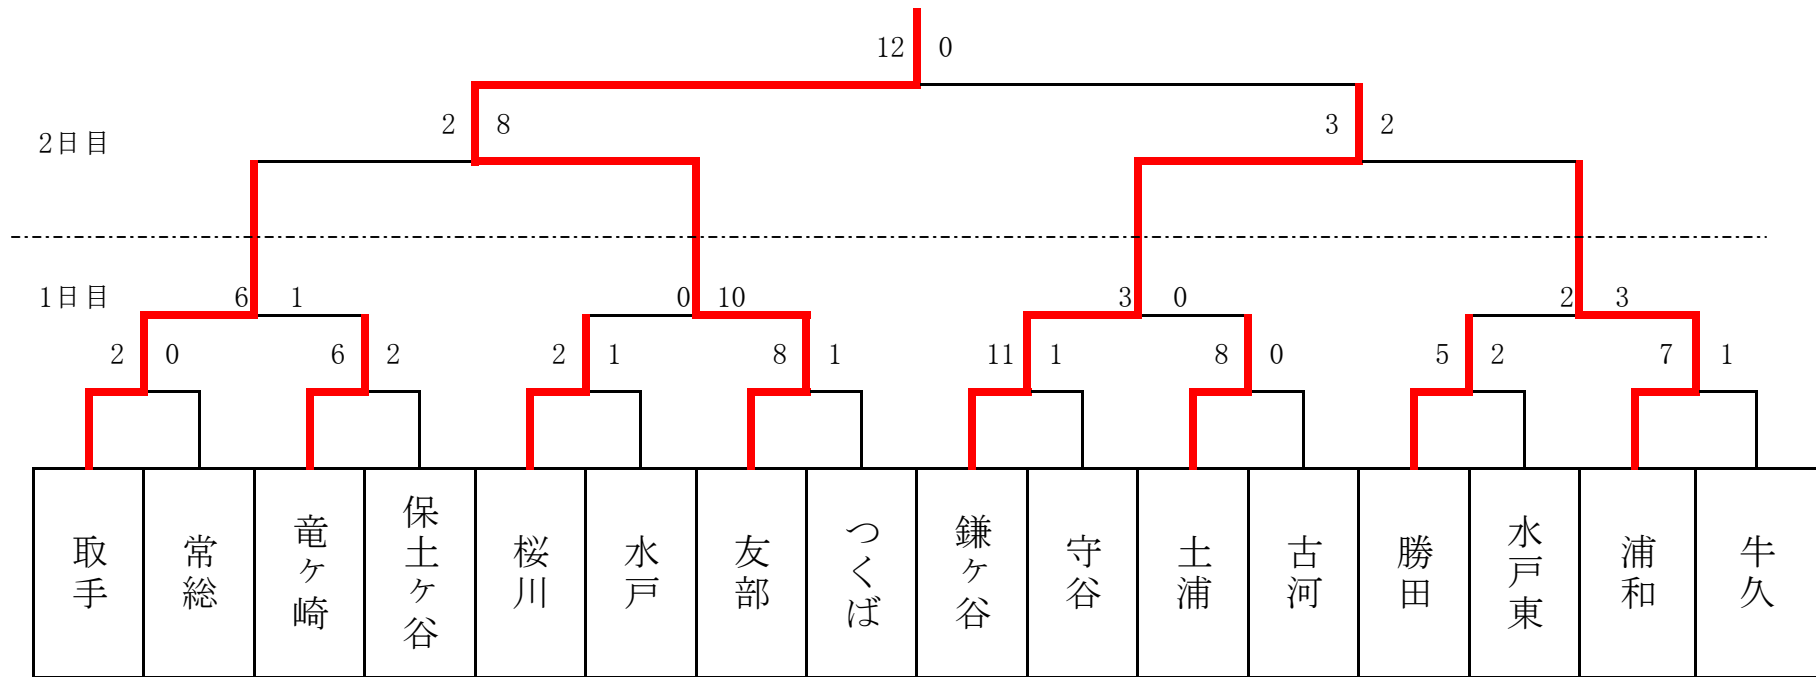 12 0
2 8 3 2
2日目
1日目
6 1 0 10 3 0 2 3
2 0 6 2 2 1 8 1 11 1 8 0 5 2 7 1
取手
常総
竜ヶ崎
保土ヶ谷
桜川
水戸
友部
つくば
鎌ヶ谷
守谷
土浦
古河
勝田
水戸東
浦和
牛久